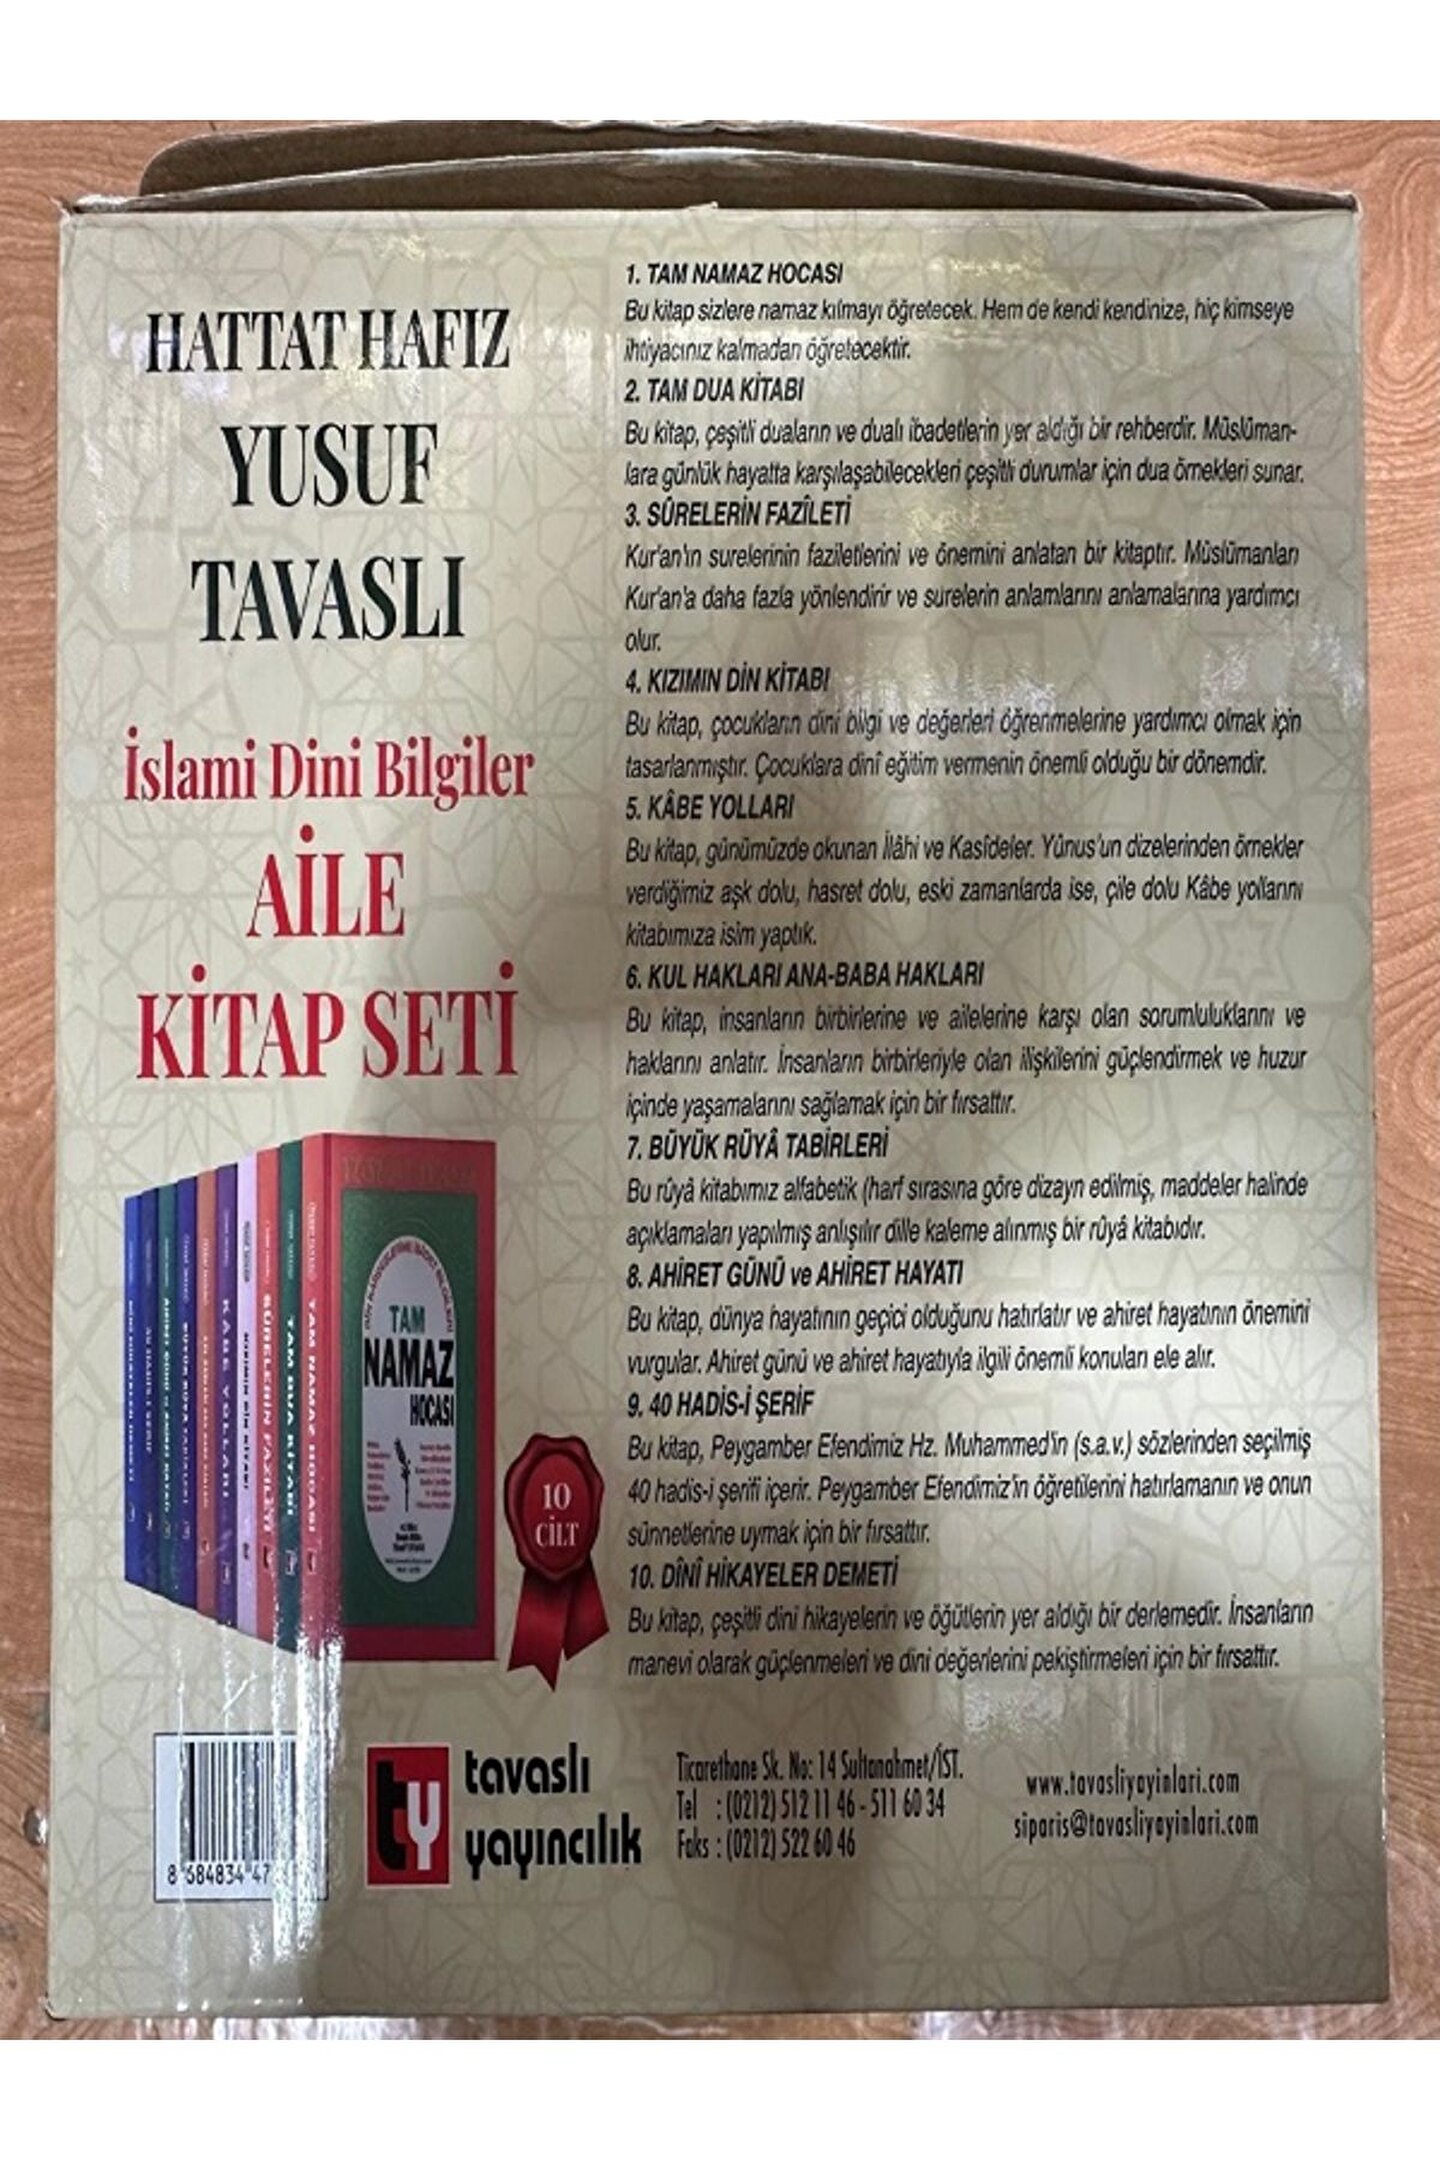 HATTAT HAFIZ
YUSUF
TAVASLI
İslami Dini Bilgiler
AİLE
KİTAP SETİ
TAM
NAMAZ
HOCASI
TAM NAMAZ HOCASI
TAM DUA KİTABI
SÛRELERİN FAZÎLETİ
KÂBE YOLLARI
10
CİLT
1. TAM NAMAZ HOCASI
Bu kitap sizlere namaz kılmayı öğretecek. Hem de kendi kendinize, hiç kimseye
ihtiyacınız kalmadan öğretecektir.
2. TAM DUA KİTABI
Bu kitap, çeşitli duaların ve dualı ibadetlerin yer aldığı bir rehberdir. Müslüman-
lara günlük hayatta karşılaşabilecekleri çeşitli durumlar için dua örnekleri sunar.
3. SÛRELERİN FAZÎLETİ
Kur'an'ın surelerinin faziletlerini ve önemini anlatan bir kitaptır. Müslümanları
Kur'an'a daha fazla yönlendirir ve surelerin anlamlarını anlamalarına yardımcı
olur.
4. KIZIMIN DİN KİTABI
Bu kitap, çocukların dinî bilgi ve değerleri öğrenmelerine yardımcı olmak için
tasarlanmıştır. Çocuklara dinî eğitim vermenin önemli olduğu bir dönemdir.
5. KÂBE YOLLARI
Bu kitap, günümüzde okunan İlâhi ve Kasîdeler. Yûnus'un dizelerinden örnekler
verdiğimiz aşk dolu, hasret dolu, eski zamanlarda ise, çile dolu Kâbe yollarını
kitabımıza isim yaptık.
6. KUL HAKLARI ANA-BABA HAKLARI
Bu kitap, insanların birbirlerine ve ailelerine karşı olan sorumluluklarını ve
haklarını anlatır. İnsanların birbirleriyle olan ilişkilerini güçlendirmek ve huzur
içinde yaşamalarını sağlamak için bir fırsattır.
7. BÜYÜK RÜYÂ TABİRLERİ
Bu rüyâ kitabımız alfabetik (harf sırasına göre dizayn edilmiş, maddeler halinde
açıklamaları yapılmış anlışılır dille kaleme alınmış bir rüyâ kitabıdır.
8. AHİRET GÜNÜ ve AHİRET HAYATI
Bu kitap, dünya hayatının geçici olduğunu hatırlatır ve ahiret hayatının önemini
vurgular. Ahiret günü ve ahiret hayatıyla ilgili önemli konuları ele alır.
9. 40 HADİS-İ ŞERİF
Bu kitap, Peygamber Efendimiz Hz. Muhammed'in (s.a.v.) sözlerinden seçilmiş
40 hadis-i şerifi içerir. Peygamber Efendimiz'in öğretilerini hatırlamanın ve onun
sünnetlerine uymak için bir fırsattır.
10. DÎNÎ HİKAYELER DEMETİ
Bu kitap, çeşitli dini hikayelerin ve öğütlerin yer aldığı bir derlemedir. İnsanların
manevi olarak güçlenmeleri ve dini değerlerini pekiştirmeleri için bir fırsattır.
8 684834 47
ty
tavaslı
yayıncılık
Ticarethane Sk. No: 14 Sultanahmet/İST.
Tel : (0212) 512 11 46 - 511 60 34
Faks : (0212) 522 60 46
www.tavasliyayinlari.com
siparis@tavasliyayinlari.com